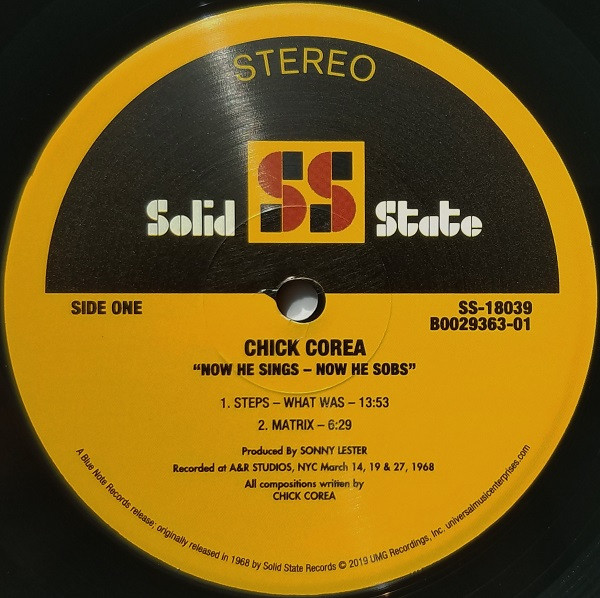 STEREO
Solid SS State
SIDE ONE
SS-18039
B0029363-01
CHICK COREA
“NOW HE SINGS – NOW HE SOBS”
1. STEPS – WHAT WAS – 13:53
2. MATRIX – 6:29
Produced By SONNY LESTER
Recorded at A&R STUDIOS, NYC March 14, 19 & 27, 1968
All compositions written by
CHICK COREA
A Blue Note Records release; originally released in 1968 by Solid State Records © 2019 UMG Recordings, Inc. universalmusicenterprises.com